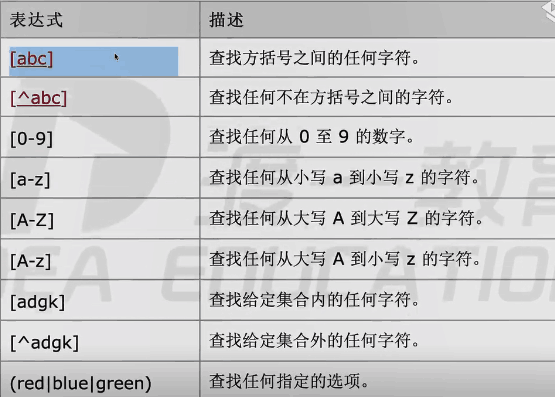 表达式 描述
[abc] 查找方括号之间的任何字符。
[^abc] 查找任何不在方括号之间的字符。
[0-9] 查找任何从 0 至 9 的数字。
[a-z] 查找任何从小写 a 到小写 z 的字符。
[A-Z] 查找任何从大写 A 到大写 Z 的字符。
[A-z] 查找任何从大写 A 到小写 z 的字符。
[adgk] 查找给定集合内的任何字符。
[^adgk] 查找给定集合外的任何字符。
(red|blue|green) 查找任何指定的选项。
渡一教育
EDUCATION